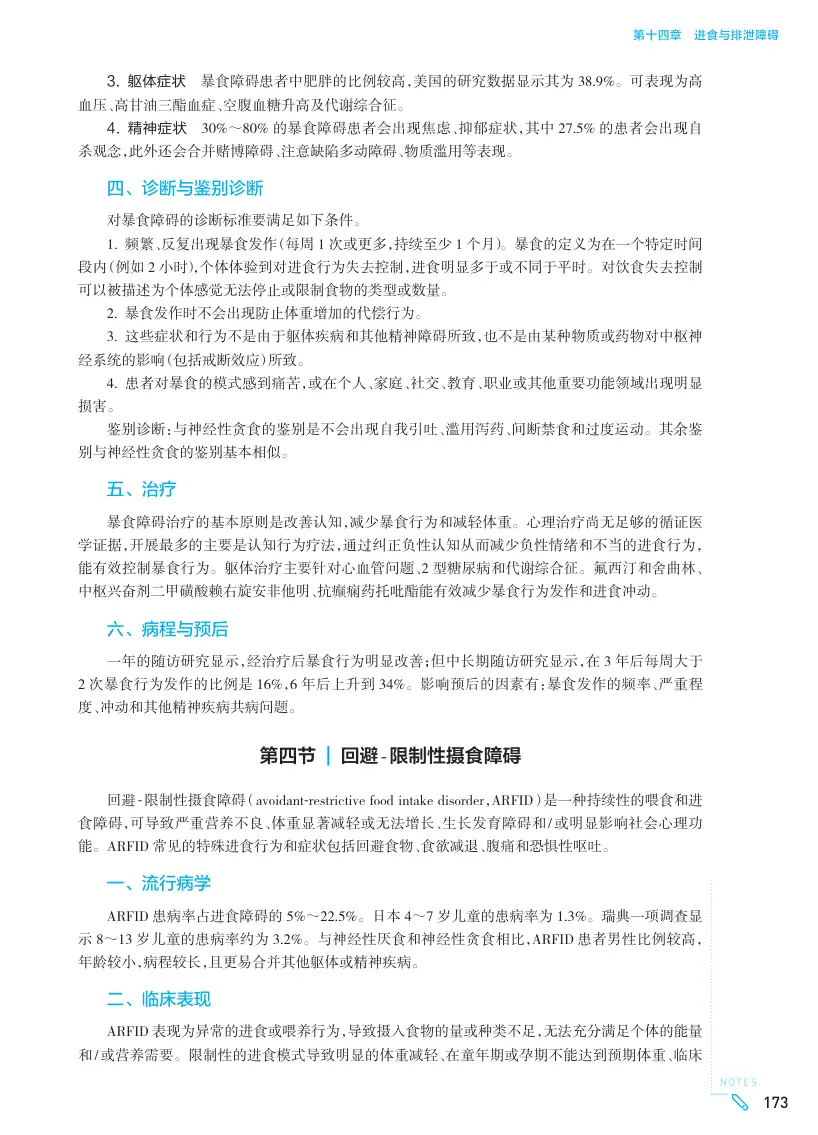 第十四章 进食与排泄障碍
3. 躯体症状 暴食障碍患者中肥胖的比例较高,美国的研究数据显示其为 38.9%。可表现为高
血压、高甘油三酯血症、空腹血糖升高及代谢综合征。
4. 精神症状 30%～80% 的暴食障碍患者会出现焦虑、抑郁症状,其中 27.5% 的患者会出现自
杀观念,此外还会合并赌博障碍、注意缺陷多动障碍、物质滥用等表现。
四、诊断与鉴别诊断
对暴食障碍的诊断标准要满足如下条件。
1. 频繁、反复出现暴食发作(每周 1 次或更多,持续至少 1 个月)。暴食的定义为在一个特定时间
段内(例如 2 小时),个体体验到对进食行为失去控制,进食明显多于或不同于平时。对饮食失去控制
可以被描述为个体感觉无法停止或限制食物的类型或数量。
2. 暴食发作时不会出现防止体重增加的代偿行为。
3. 这些症状和行为不是由于躯体疾病和其他精神障碍所致,也不是由某种物质或药物对中枢神
经系统的影响(包括戒断效应)所致。
4. 患者对暴食的模式感到痛苦,或在个人、家庭、社交、教育、职业或其他重要功能领域出现明显
损害。
鉴别诊断:与神经性贪食的鉴别是不会出现自我引吐、滥用泻药、间断禁食和过度运动。其余鉴
别与神经性贪食的鉴别基本相似。
五、治疗
暴食障碍治疗的基本原则是改善认知,减少暴食行为和减轻体重。心理治疗尚无足够的循证医
学证据,开展最多的主要是认知行为疗法,通过纠正负性认知从而减少负性情绪和不当的进食行为,
能有效控制暴食行为。躯体治疗主要针对心血管问题、2 型糖尿病和代谢综合征。氟西汀和舍曲林、
中枢兴奋剂二甲磺酸赖右旋安非他明、抗癫痫药托吡酯能有效减少暴食行为发作和进食冲动。
六、病程与预后
一年的随访研究显示,经治疗后暴食行为明显改善;但中长期随访研究显示,在 3 年后每周大于
2 次暴食行为发作的比例是 16%,6 年后上升到 34%。影响预后的因素有:暴食发作的频率、严重程
度、冲动和其他精神疾病共病问题。
第四节 | 回避 - 限制性摄食障碍
回避 - 限制性摄食障碍(avoidant-restrictive food intake disorder,ARFID)是一种持续性的喂食和进
食障碍,可导致严重营养不良、体重显著减轻或无法增长、生长发育障碍和/或明显影响社会心理功
能。ARFID 常见的特殊进食行为和症状包括回避食物、食欲减退、腹痛和恐惧性呕吐。
一、流行病学
ARFID 患病率占进食障碍的 5%～22.5%。日本 4～7 岁儿童的患病率为 1.3%。瑞典一项调查显
示 8～13 岁儿童的患病率约为 3.2%。与神经性厌食和神经性贪食相比,ARFID 患者男性比例较高,
年龄较小,病程较长,且更易合并其他躯体或精神疾病。
二、临床表现
ARFID 表现为异常的进食或喂养行为,导致摄入食物的量或种类不足,无法充分满足个体的能量
和/或营养需要。限制性的进食模式导致明显的体重减轻、在童年期或孕期不能达到预期体重、临床
NOTES
173